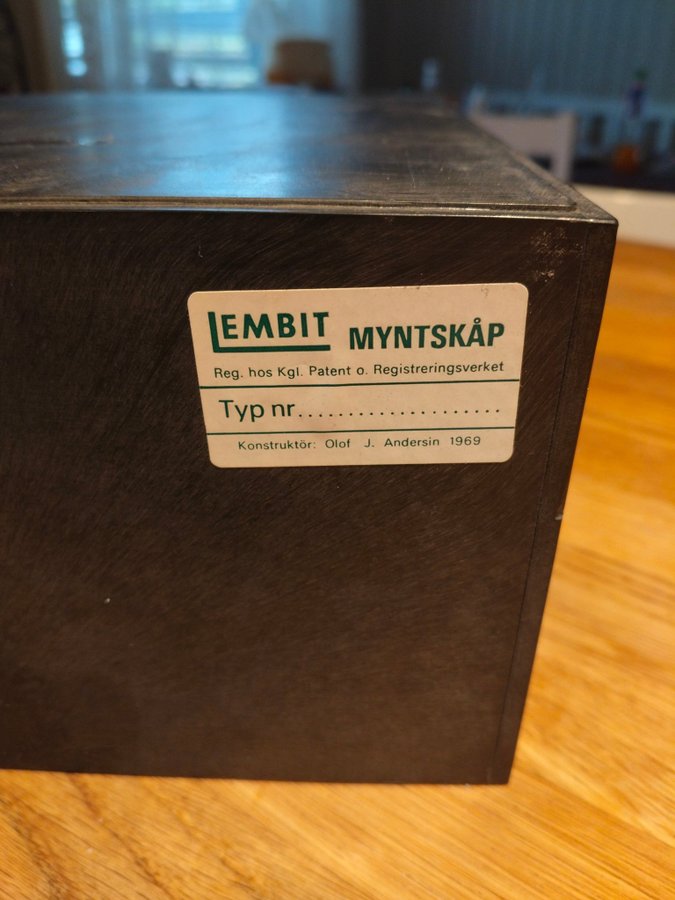 LEMBIT MYNTSKÅP
Reg. hos Kgl. Patent o. Registreringsverket
Typ nr.....................
Konstruktör: Olof J. Andersin 1969